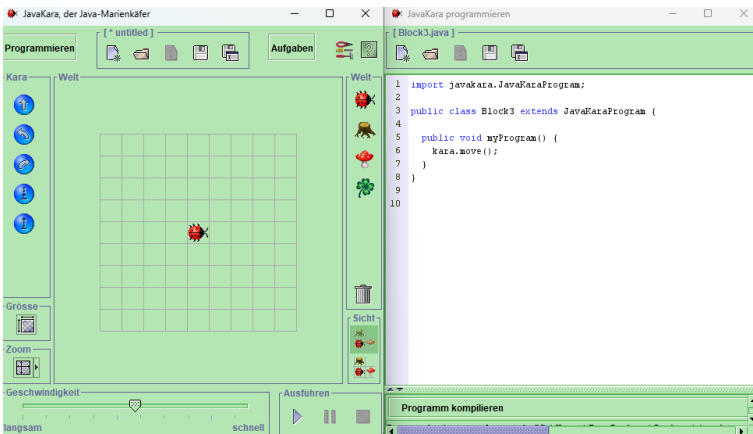 JavaKara, der Java-Marienkäfer
Programmieren
[ * untitled ]
Aufgaben
Kara
Welt
Welt
Grösse
Zoom
Sicht
Geschwindigkeit
langsam
schnell
Ausführen
JavaKara programmieren
[ Block3.java ]
1 import javakara.JavaKaraProgram;
2
3 public class Block3 extends JavaKaraProgram {
4
5 public void myProgram() {
6 kara.move();
7 }
8 }
9
10
Programm kompilieren